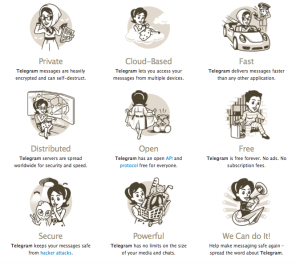 Private
Telegram messages are heavily
encrypted and can self-destruct.
Cloud-Based
Telegram lets you access your
messages from multiple devices.
Fast
Telegram delivers messages faster
than any other application.
Distributed
Telegram servers are spread
worldwide for security and speed.
Open
Telegram has an open API and
protocol free for everyone.
Free
Telegram is free forever. No ads. No
subscription fees.
Secure
Telegram keeps your messages safe
from hacker attacks.
Powerful
Telegram has no limits on the size
of your media and chats.
We Can do It!
Help make messaging safe again -
spread the word about Telegram.